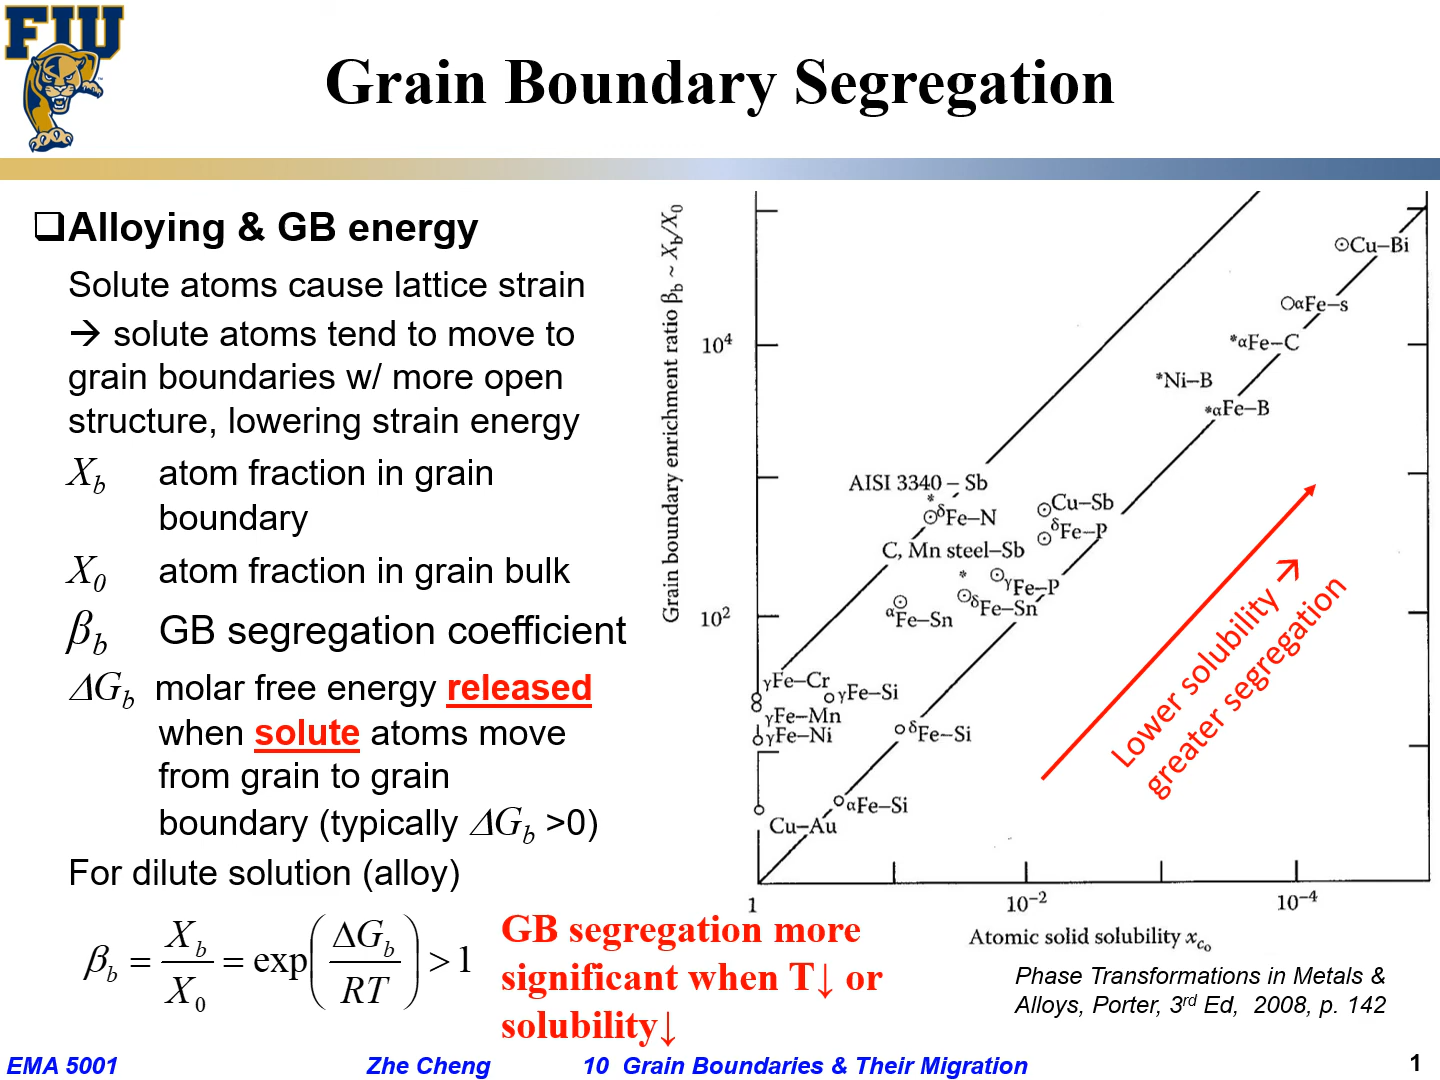 FIU
Grain Boundary Segregation
❑Alloying & GB energy
Solute atoms cause lattice strain
→ solute atoms tend to move to
grain boundaries w/ more open
structure, lowering strain energy
X_b atom fraction in grain
boundary
X_0 atom fraction in grain bulk
β_b GB segregation coefficient
ΔG_b molar free energy released
when solute atoms move
from grain to grain
boundary (typically ΔG_b >0)
For dilute solution (alloy)
β_b = X_b / X_0 = exp(ΔG_b / RT) > 1
GB segregation more
significant when T↓ or
solubility↓
Grain boundary enrichment ratio β_b ~ X_b/X_0
10^4
10^2
Cu–Bi
αFe–s
*αFe–C
*Ni–B
*αFe–B
AISI 3340 – Sb
*
δFe–N
Cu–Sb
δFe–P
C, Mn steel–Sb
*
γFe–P
δFe–Sn
αFe–Sn
γFe–Cr
γFe–Si
γFe–Mn
γFe–Ni
δFe–Si
αFe–Si
Cu–Au
Lower solubility →
greater segregation
1
10^-2
10^-4
Atomic solid solubility x_c0
Phase Transformations in Metals &
Alloys, Porter, 3rd Ed, 2008, p. 142
EMA 5001 Zhe Cheng 10 Grain Boundaries & Their Migration 1